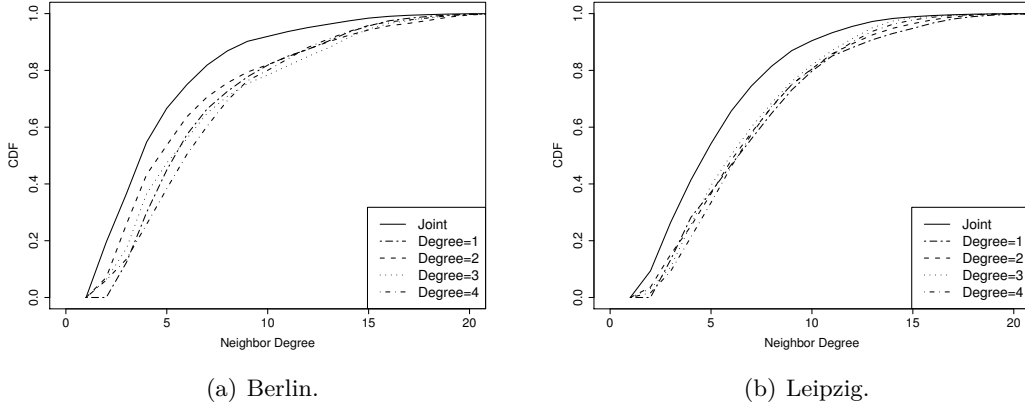 CDF
1.0
0.8
0.6
0.4
0.2
0.0
Joint
Degree=1
Degree=2
Degree=3
Degree=4
0 5 10 15 20
Neighbor Degree
(a) Berlin.
CDF
1.0
0.8
0.6
0.4
0.2
0.0
Joint
Degree=1
Degree=2
Degree=3
Degree=4
0 5 10 15 20
Neighbor Degree
(b) Leipzig.